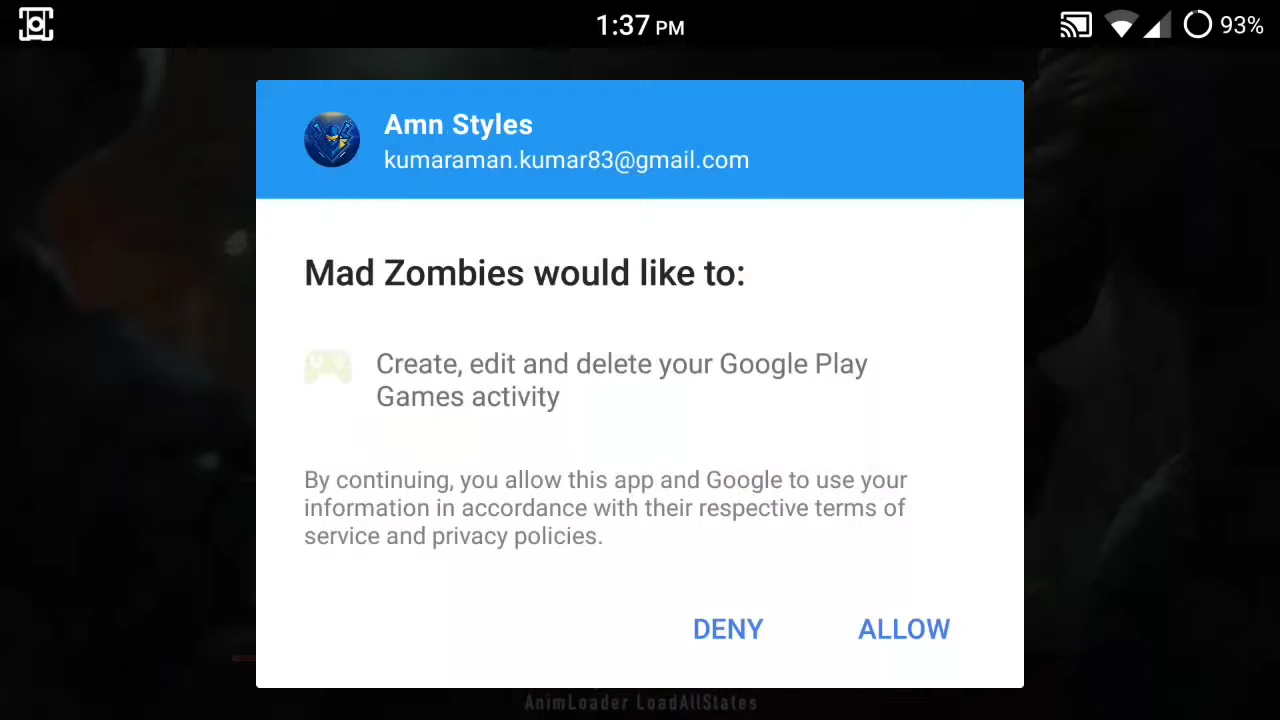 1:37 PM
93%
Amn Styles
kumaraman.kumar83@gmail.com
Mad Zombies would like to:
Create, edit and delete your Google Play
Games activity
By continuing, you allow this app and Google to use your
information in accordance with their respective terms of
service and privacy policies.
DENY
ALLOW
AnimLoader LoadAllStates